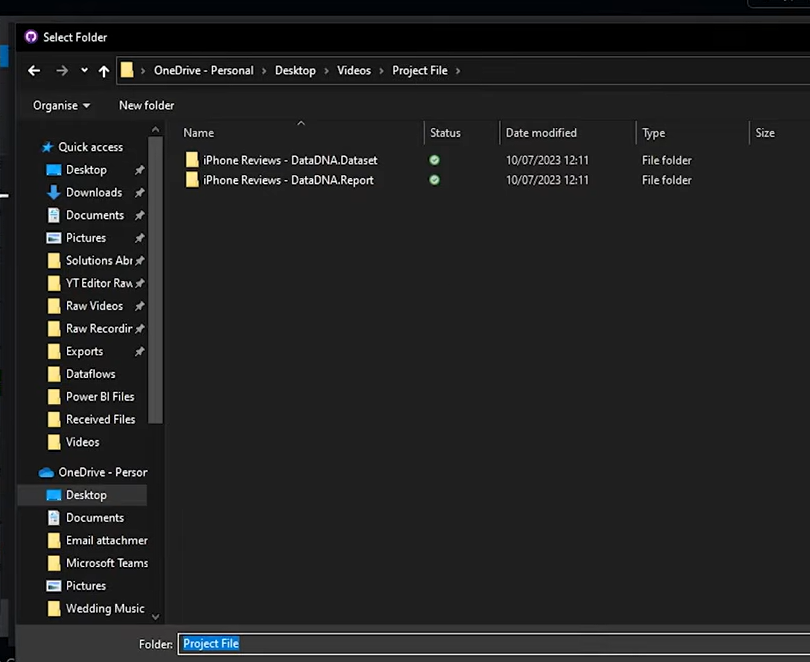 Select Folder
OneDrive - Personal > Desktop > Videos > Project File >
Organise New folder
Name Status Date modified Type Size
iPhone Reviews - DataDNA.Dataset 10/07/2023 12:11 File folder
iPhone Reviews - DataDNA.Report 10/07/2023 12:11 File folder
Quick access
Desktop
Downloads
Documents
Pictures
Solutions Abr
YT Editor Raw
Raw Videos
Raw Recordin
Exports
Dataflows
Power BI Files
Received Files
Videos
OneDrive - Person
Desktop
Documents
Email attachmen
Microsoft Teams
Pictures
Wedding Music
Folder: Project File